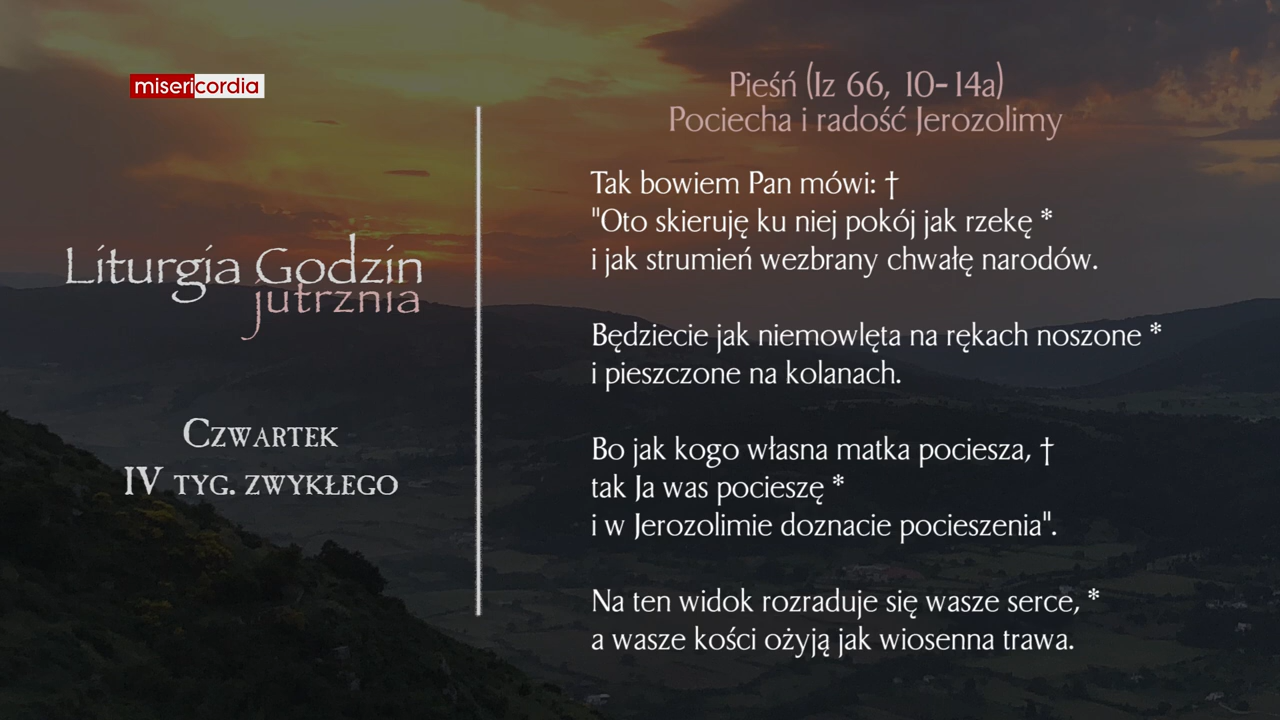 misericordia
Liturgia Godzin
jutrznia
Czwartek
IV tyg. zwykłego
Pieśń (Iz 66, 10-14a)
Pociecha i radość Jerozolimy
Tak bowiem Pan mówi: †
"Oto skieruję ku niej pokój jak rzekę *
i jak strumień wezbrany chwałę narodów.
Będziecie jak niemowlęta na rękach noszone *
i pieszczone na kolanach.
Bo jak kogo własna matka pociesza, †
tak Ja was pocieszę *
i w Jerozolimie doznacie pocieszenia".
Na ten widok rozraduje się wasze serce, *
a wasze kości ożyją jak wiosenna trawa.